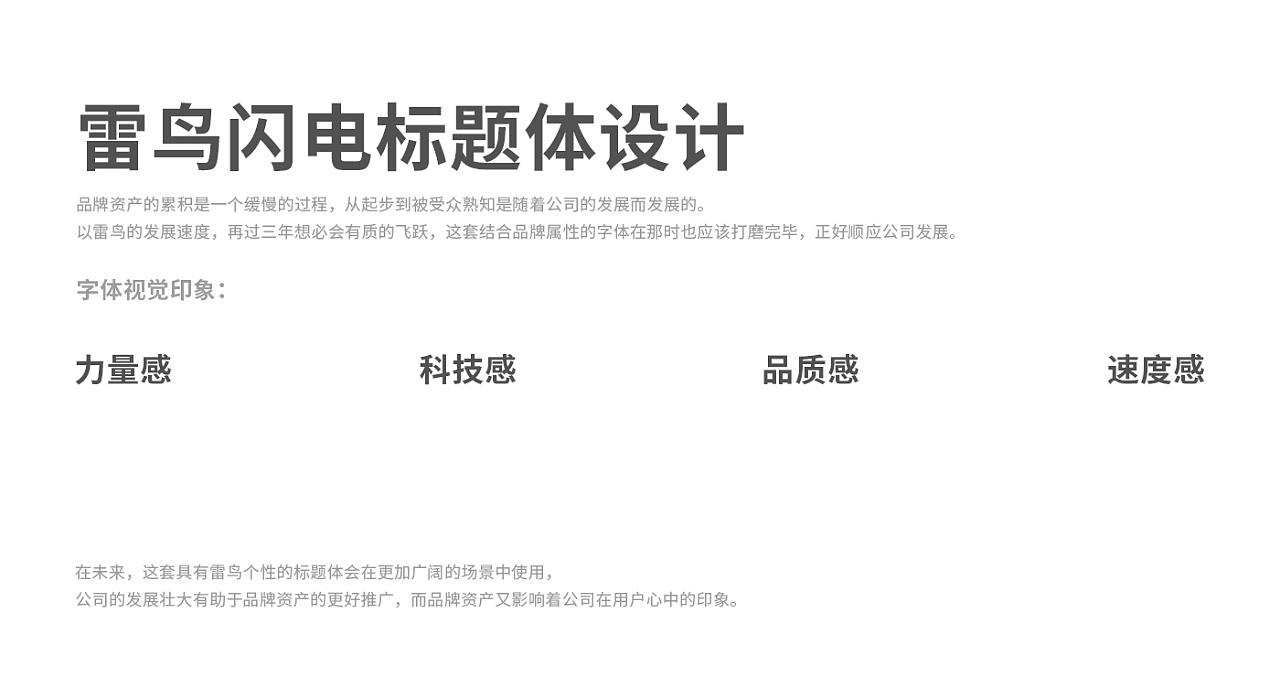 雷鸟闪电标题体设计
品牌资产的累积是一个缓慢的过程，从起步到被受众熟知是随着公司的发展而发展的。
以雷鸟的发展速度，再过三年想必会有质的飞跃，这套结合品牌属性的字体在那时也应该打磨完毕，正好顺应公司发展。
字体视觉印象：
力量感 科技感 品质感 速度感
在未来，这套具有雷鸟个性的标题体会在更加广阔的场景中使用，
公司的发展壮大有助于品牌资产的更好推广，而品牌资产又影响着公司在用户心中的印象。